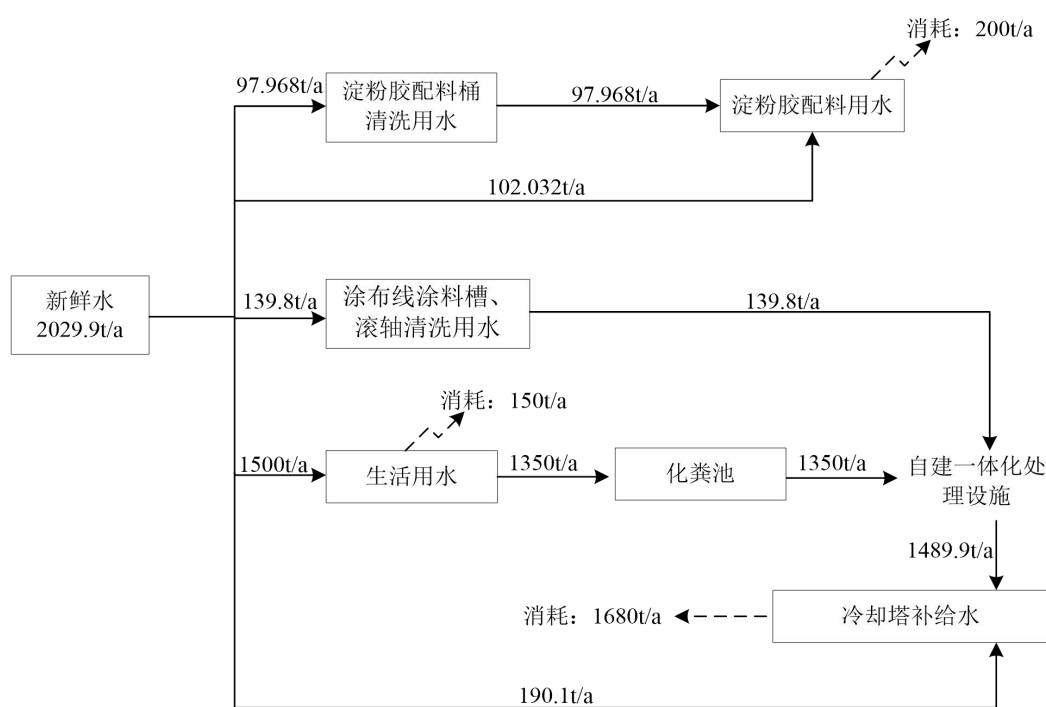 消耗：200t/a
97.968t/a
淀粉胶配料桶
清洗用水
97.968t/a
淀粉胶配料用水
102.032t/a
新鲜水
2029.9t/a
139.8t/a
涂布线涂料槽、
滚轴清洗用水
139.8t/a
消耗：150t/a
1500t/a
生活用水
1350t/a
化粪池
1350t/a
自建一体化处
理设施
1489.9t/a
消耗：1680t/a
冷却塔补给水
190.1t/a